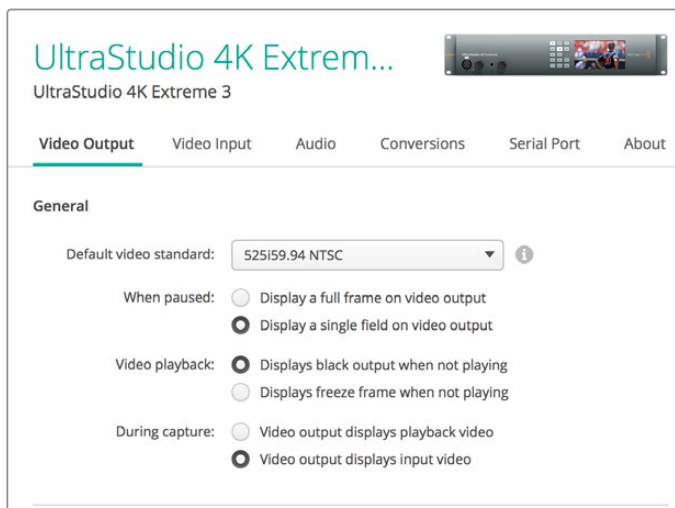 UltraStudio 4K Extrem...
UltraStudio 4K Extreme 3
Video Output Video Input Audio Conversions Serial Port About
General
Default video standard: 525i59.94 NTSC
When paused: Display a full frame on video output
Display a single field on video output
Video playback: Displays black output when not playing
Displays freeze frame when not playing
During capture: Video output displays playback video
Video output displays input video